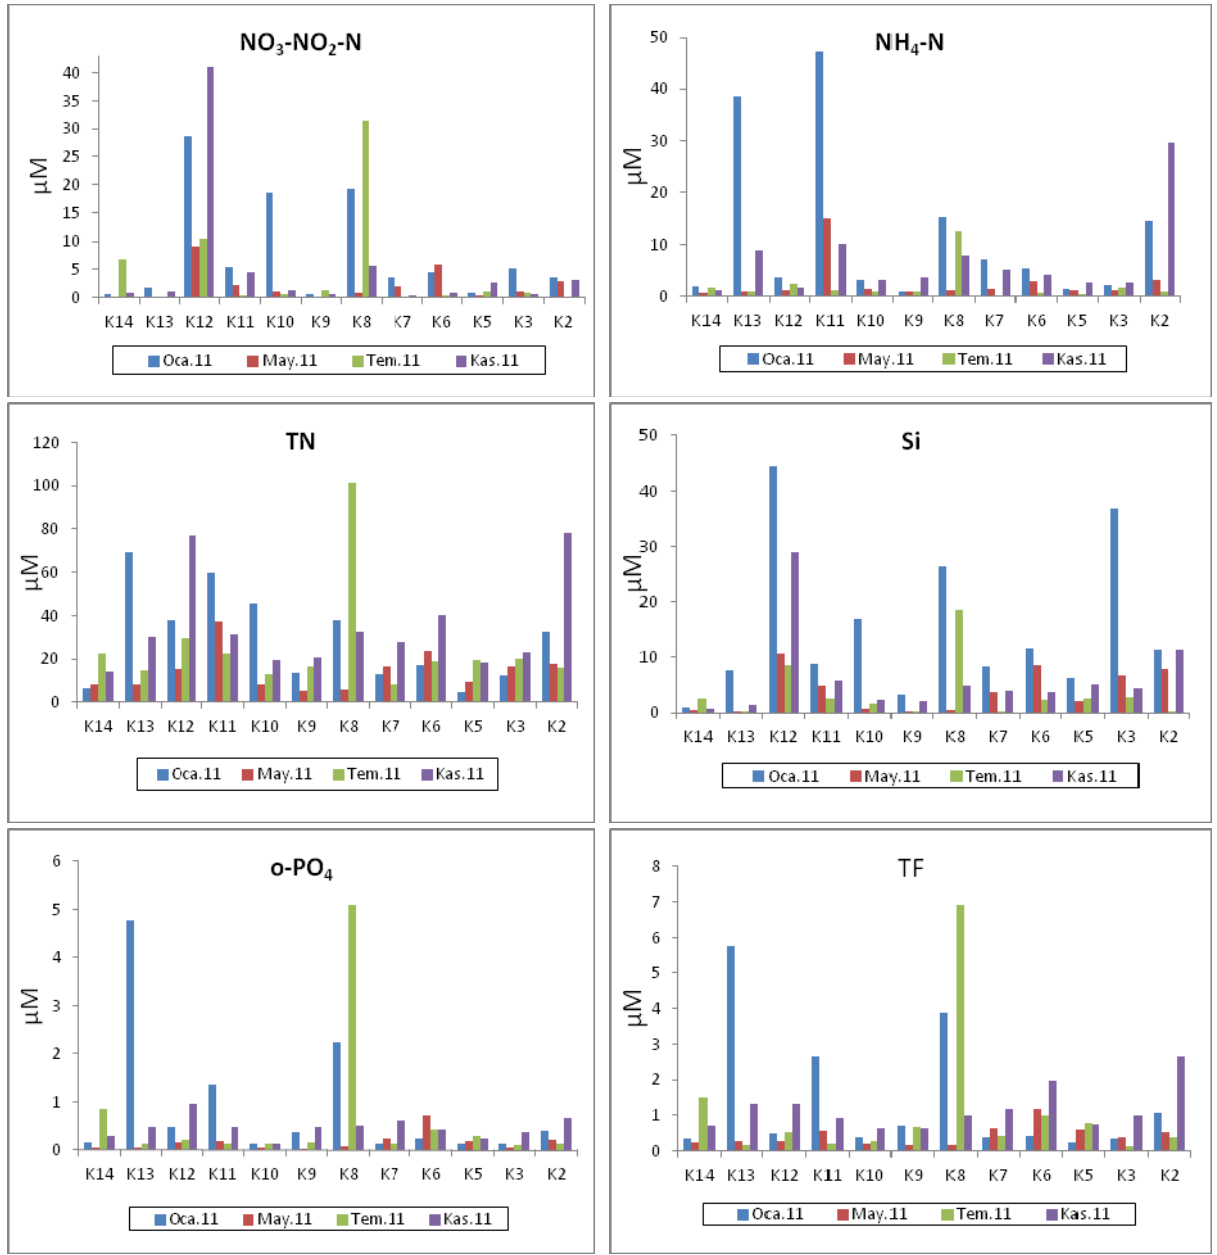 NO₃-NO₂-N
μM
40
35
30
25
20
15
10
5
0
K14 K13 K12 K11 K10 K9 K8 K7 K6 K5 K3 K2
Oca.11 May.11 Tem.11 Kas.11
NH₄-N
μM
50
40
30
20
10
0
K14 K13 K12 K11 K10 K9 K8 K7 K6 K5 K3 K2
Oca.11 May.11 Tem.11 Kas.11
TN
μM
120
100
80
60
40
20
0
K14 K13 K12 K11 K10 K9 K8 K7 K6 K5 K3 K2
Oca.11 May.11 Tem.11 Kas.11
Si
μM
50
40
30
20
10
0
K14 K13 K12 K11 K10 K9 K8 K7 K6 K5 K3 K2
Oca.11 May.11 Tem.11 Kas.11
o-PO₄
μM
6
5
4
3
2
1
0
K14 K13 K12 K11 K10 K9 K8 K7 K6 K5 K3 K2
Oca.11 May.11 Tem.11 Kas.11
TF
μM
8
7
6
5
4
3
2
1
0
K14 K13 K12 K11 K10 K9 K8 K7 K6 K5 K3 K2
Oca.11 May.11 Tem.11 Kas.11